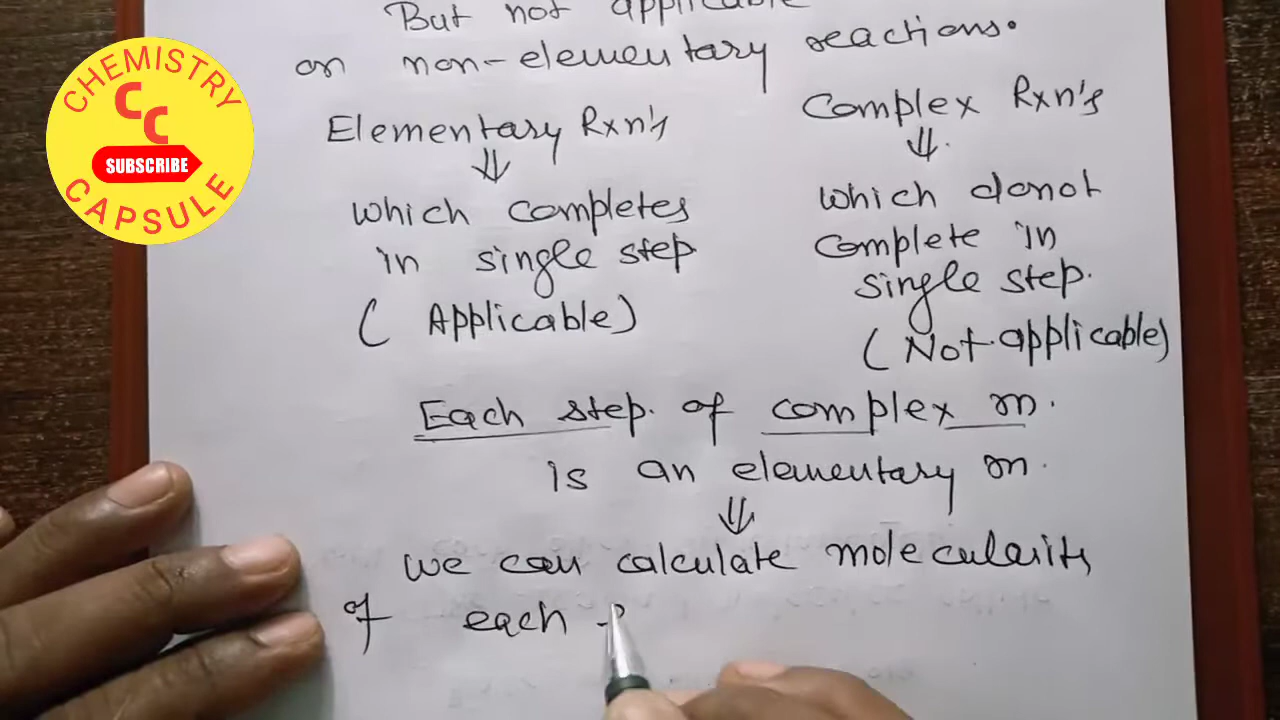 But not applicable
on non-elementary reactions.
CHEMISTRY
CC
SUBSCRIBE
CAPSULE
Elementary Rxn's
Complex Rxn's
which completes
in single step
(Applicable)
which donot
complete in
single step.
(Not applicable)
Each step. of complex rxn.
is an elementary rxn.
we can calculate molecularity
of each